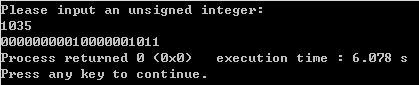 Please input an unsigned integer:
1035
00000000010000001011
Process returned 0 (0x0)   execution time : 6.078 s
Press any key to continue.